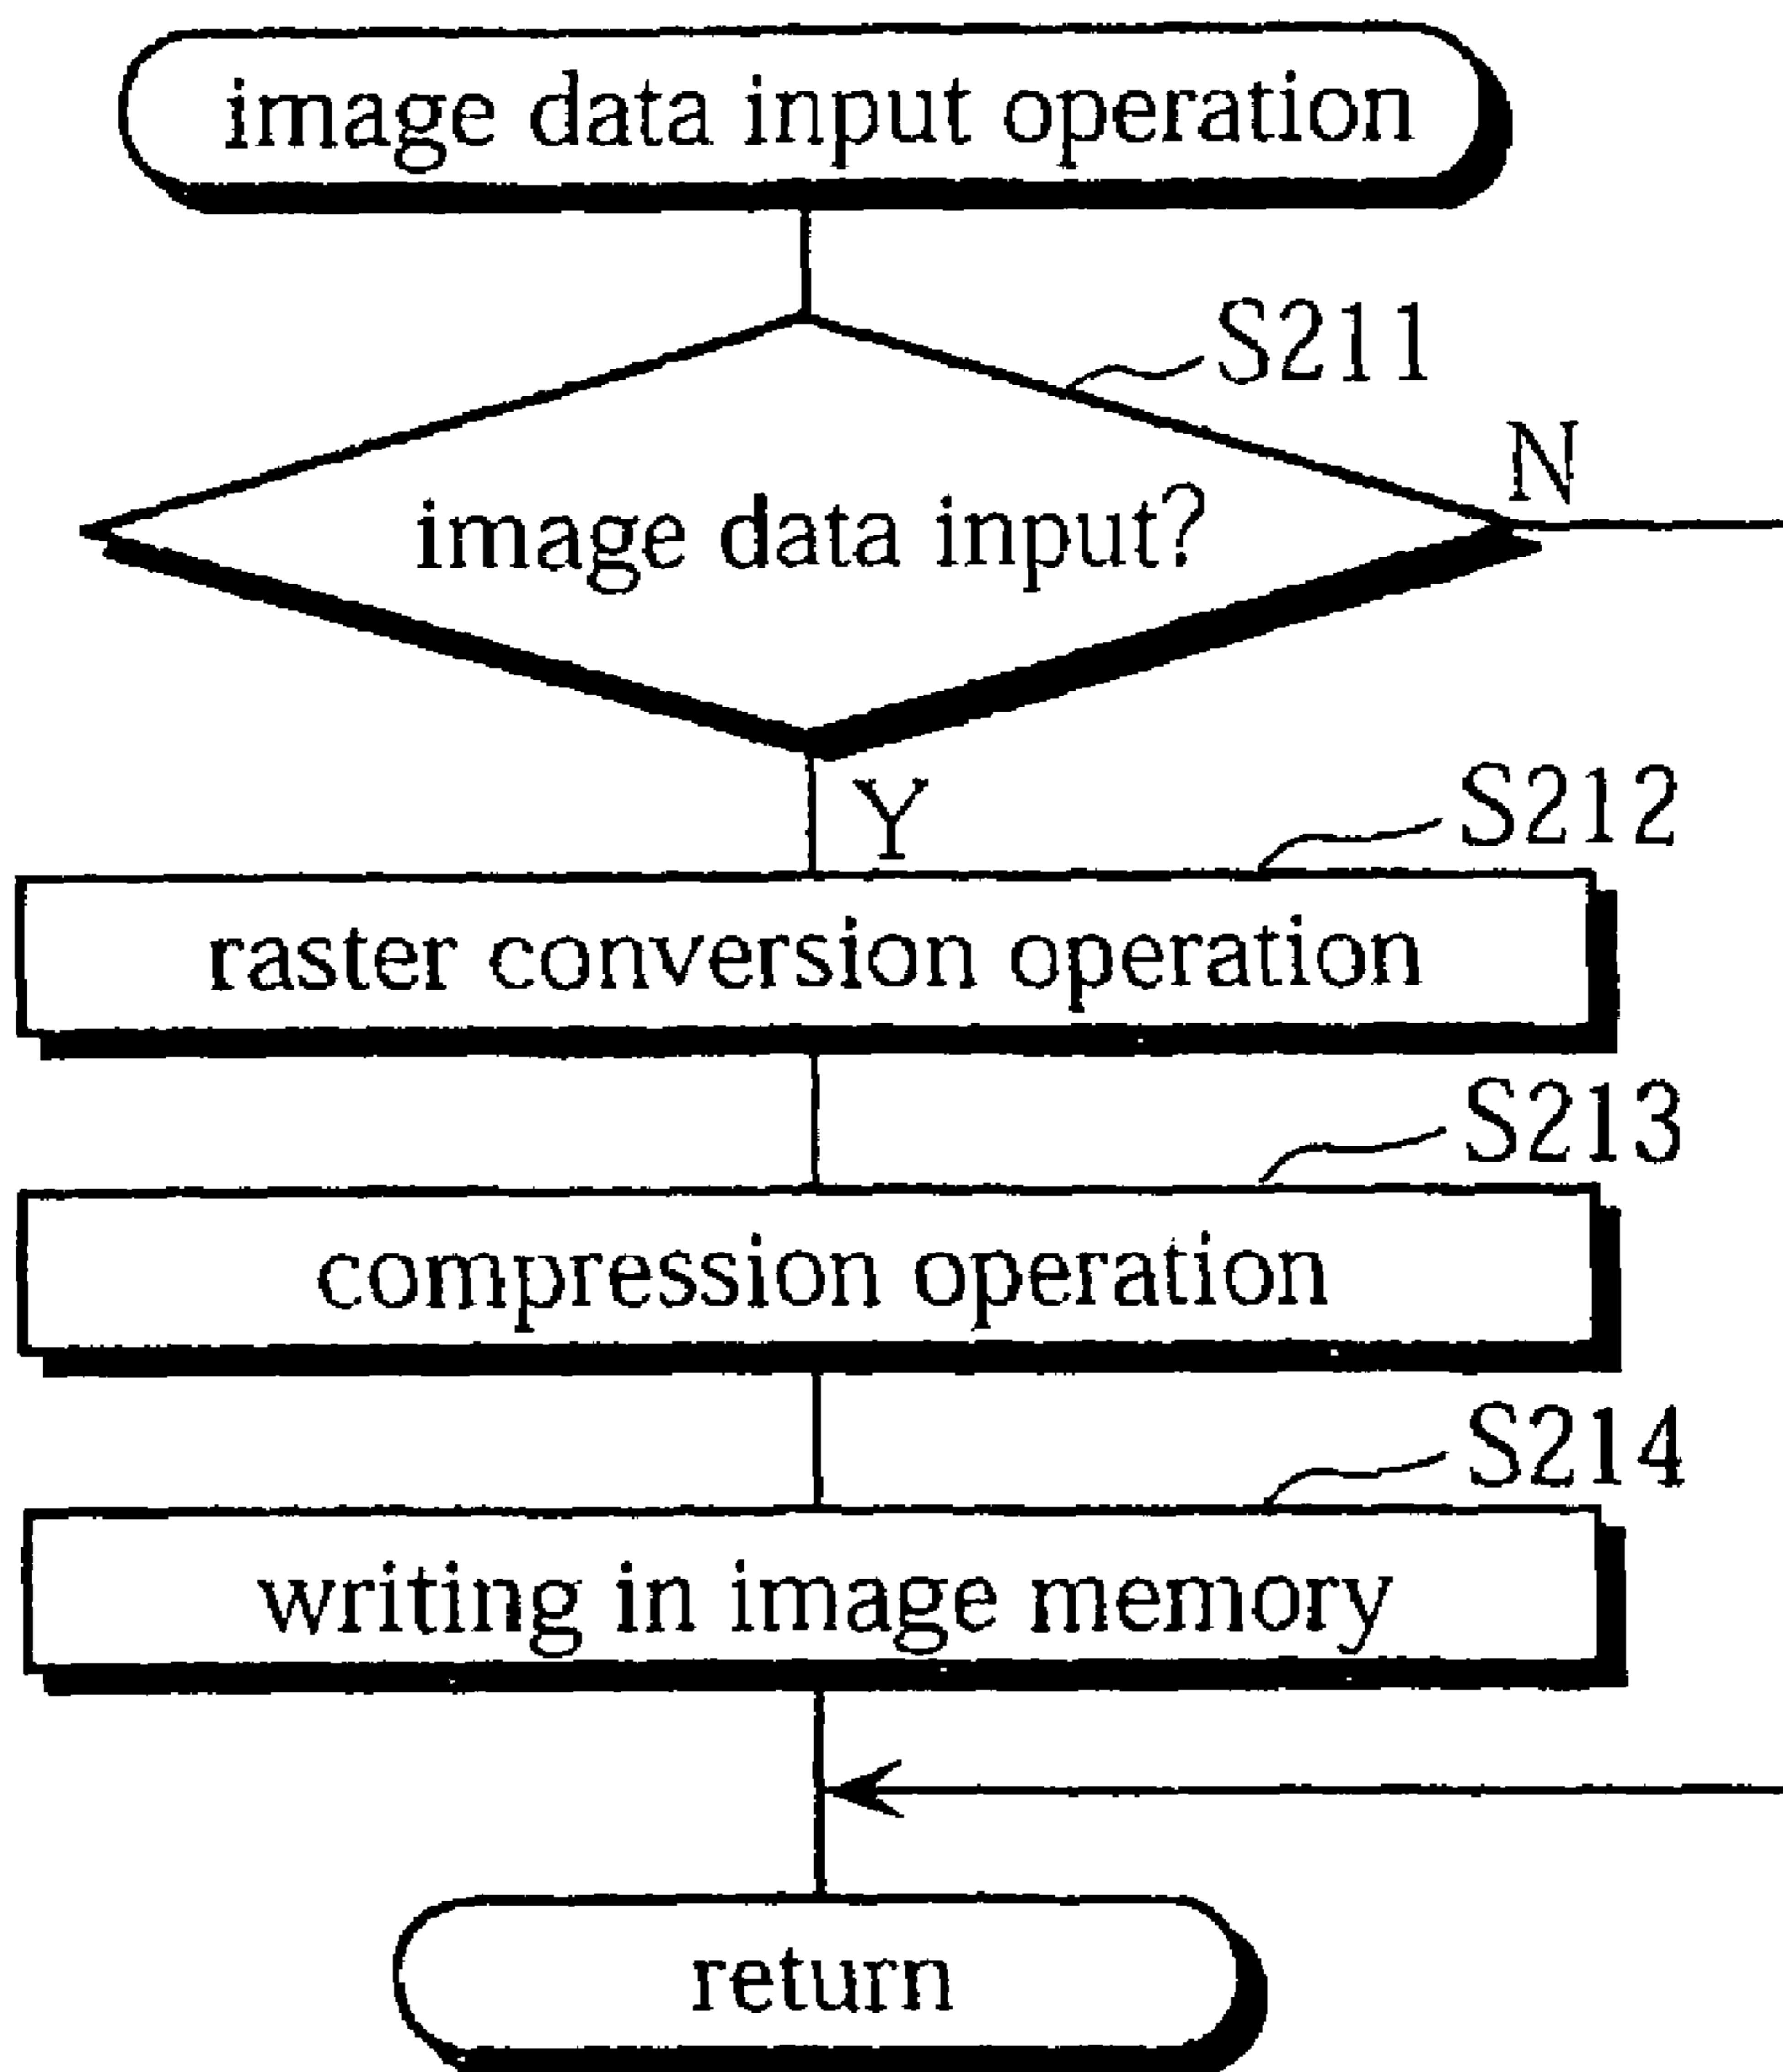 image data input operation
S211
N
image data input?
Y
S212
raster conversion operation
S213
compression operation
S214
writing in image memory
return